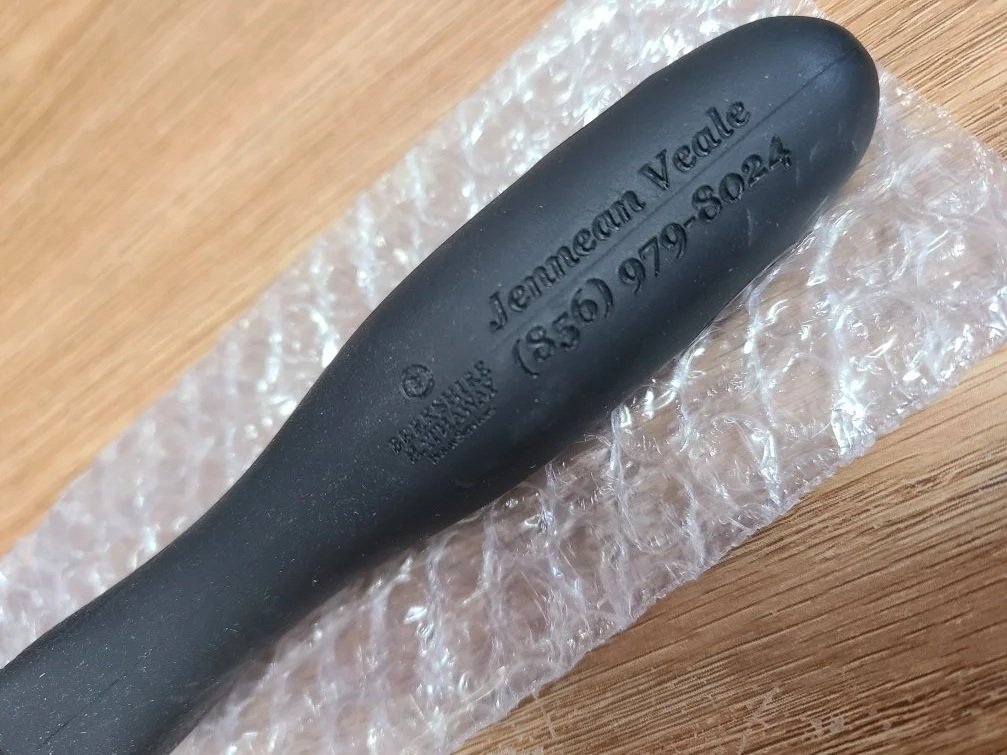 Jennean Veale
(856) 979-8024
BERKSHIRE
HATHAWAY